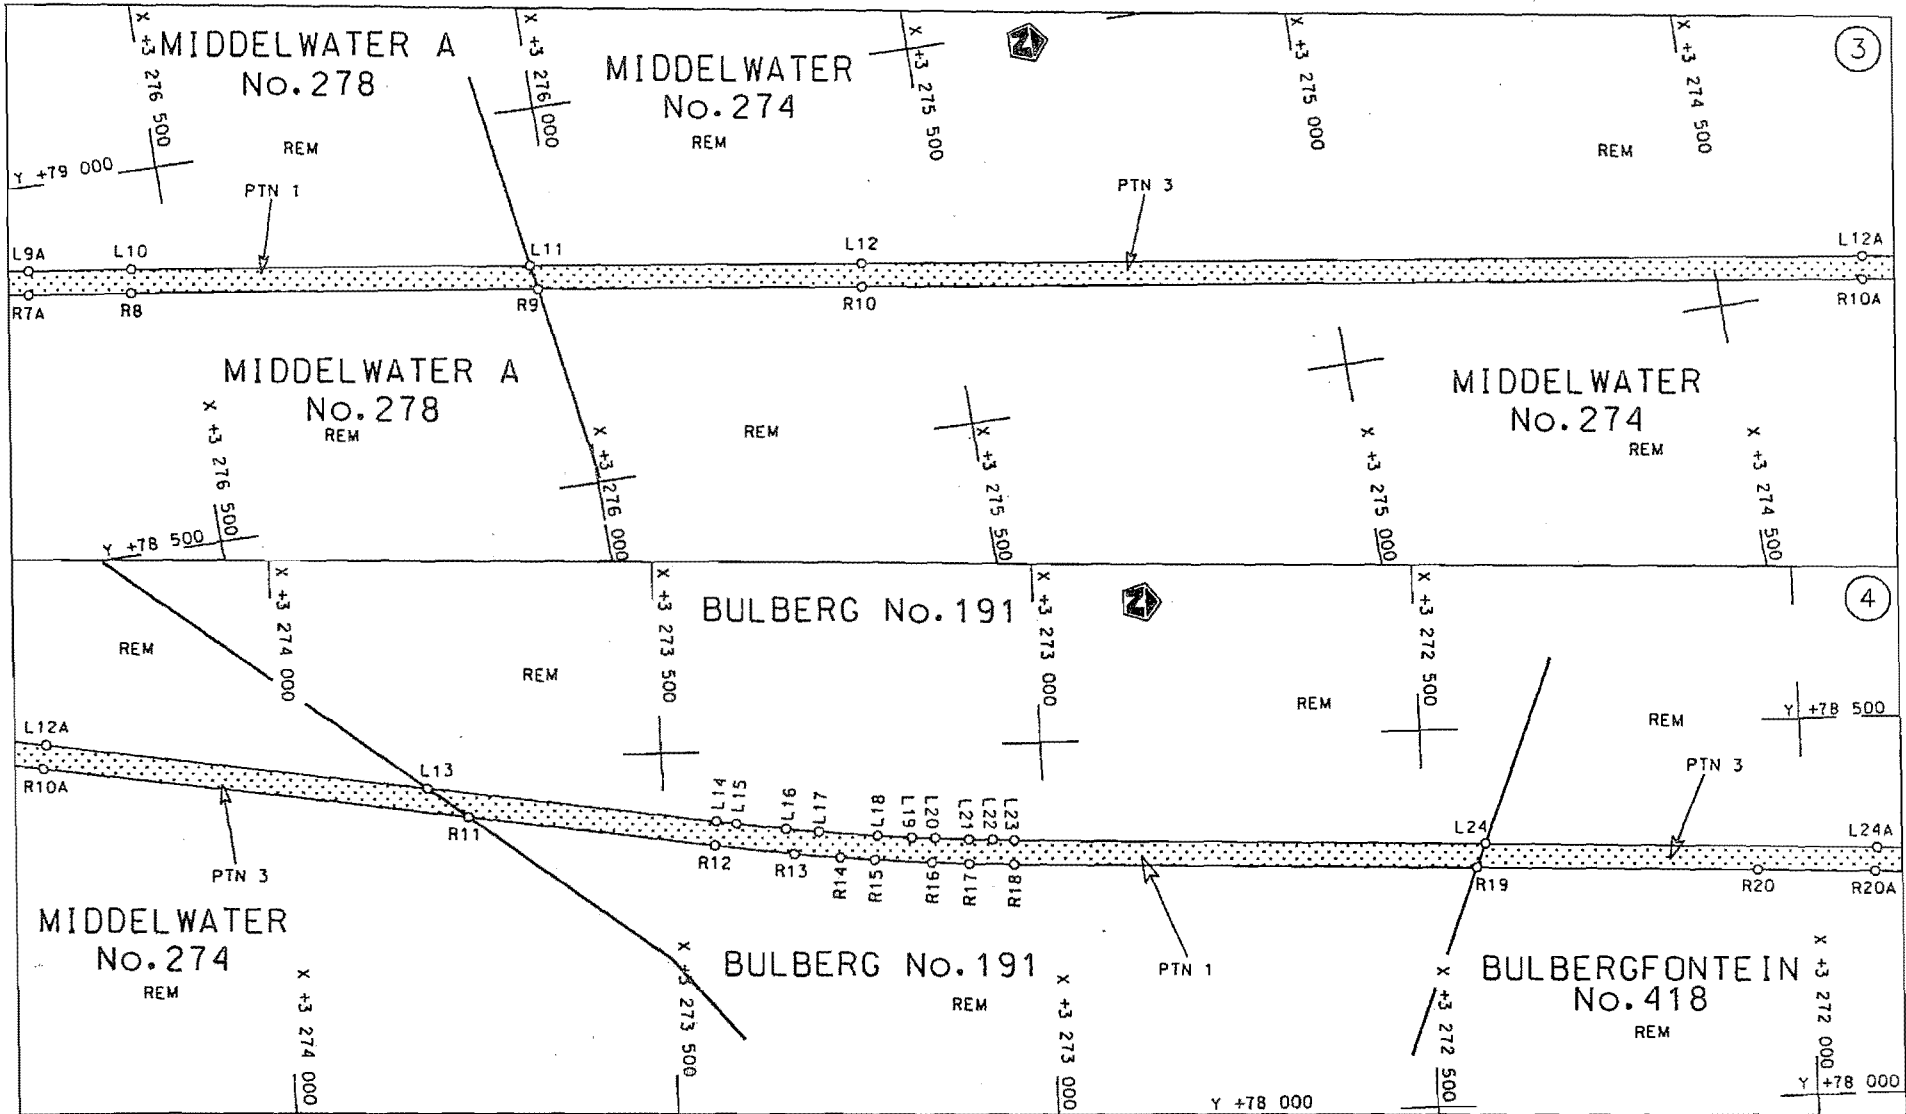 X +3 276 500
X +3 276 000
X +3 275 500
X +3 275 000
X +3 274 500
3
MIDDELWATER A
No.278
REM
MIDDELWATER
No.274
REM
REM
Y +79 000
PTN 1
PTN 3
L9A
L10
L11
L12
L12A
R7A
R8
R9
R10
R10A
MIDDELWATER A
No.278
REM
REM
MIDDELWATER
No.274
REM
X +3 276 500
X +3 276 000
X +3 275 500
X +3 275 000
X +3 274 500
Y +78 500
X +3 274 000
X +3 273 500
X +3 273 000
X +3 272 500
BULBERG No.191
4
REM
REM
REM
REM
Y +78 500
L12A
L13
L14
L15
L16
L17
L18
L19
L20
L21
L22
L23
L24
L24A
PTN 3
R10A
R11
R12
R13
R14
R15
R16
R17
R18
R19
R20
R20A
PTN 3
MIDDELWATER
No.274
REM
BULBERG No.191
REM
PTN 1
BULBERGFONTEIN
No.418
REM
X +3 274 000
X +3 273 500
X +3 273 000
X +3 272 500
X +3 272 000
Y +78 000
Y +78 000